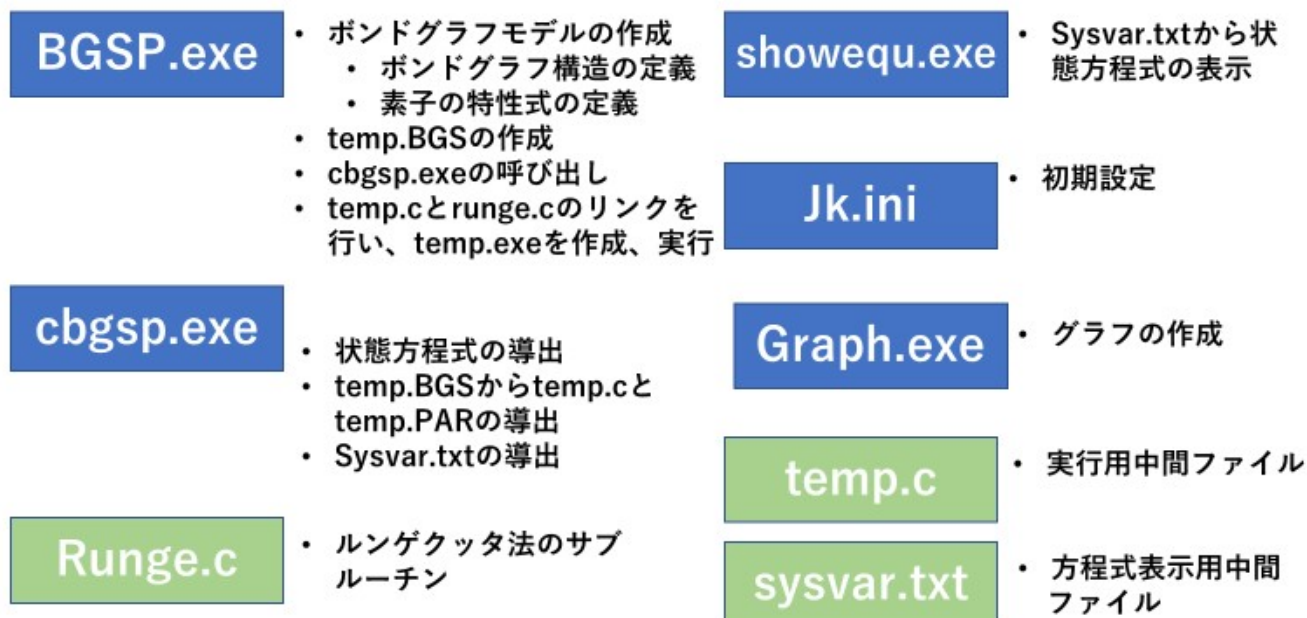 BGSP.exe
・ ボンドグラフモデルの作成
・ ボンドグラフ構造の定義
・ 素子の特性式の定義
・ temp.BGSの作成
・ cbgsp.exeの呼び出し
・ temp.cとrunge.cのリンクを
行い、temp.exeを作成、実行
cbgsp.exe
・ 状態方程式の導出
・ temp.BGSからtemp.cと
temp.PARの導出
・ Sysvar.txtの導出
Runge.c
・ ルンゲクッタ法のサブ
ルーチン
showequ.exe
・ Sysvar.txtから状
態方程式の表示
Jk.ini
・ 初期設定
Graph.exe
・ グラフの作成
temp.c
・ 実行用中間ファイル
sysvar.txt
・ 方程式表示用中間
ファイル